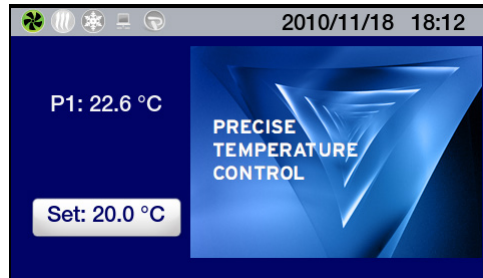 2010/11/18 18:12
P1: 22.6 °C
PRECISE
TEMPERATURE
CONTROL
Set: 20.0 °C